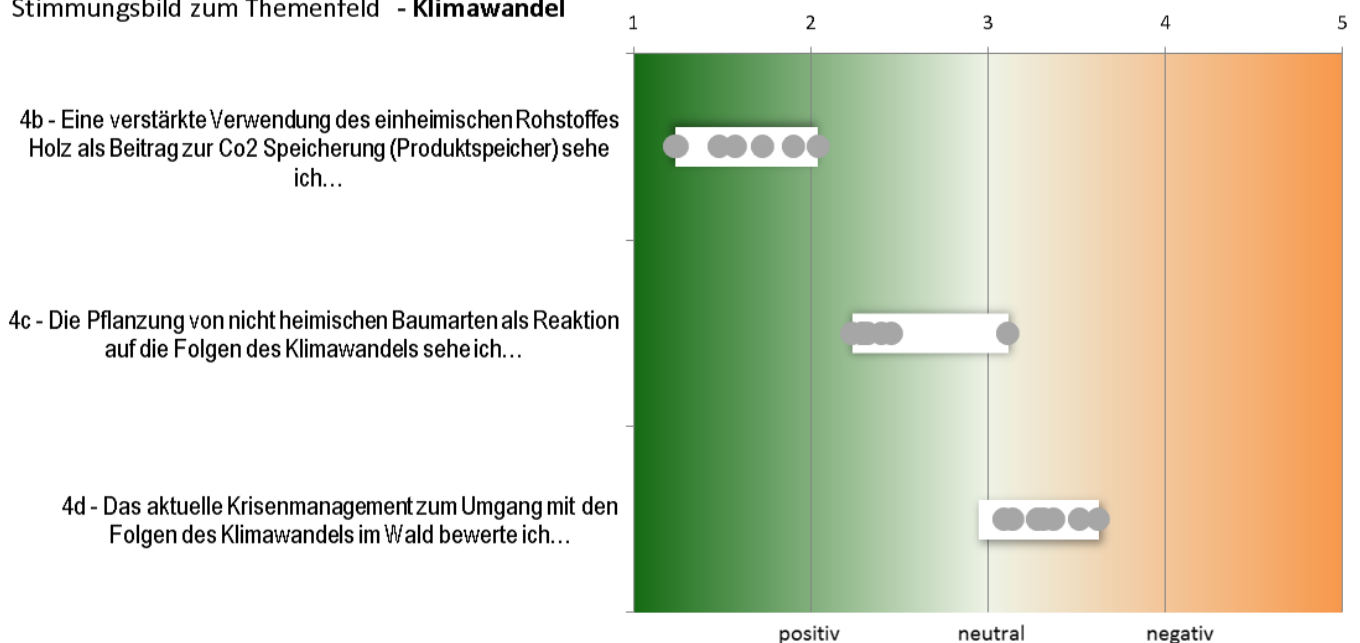 Stimmungsbild zum Themenfeld - Klimawandel
1 2 3 4 5
4b - Eine verstärkte Verwendung des einheimischen Rohstoffes
Holz als Beitrag zur Co2 Speicherung (Produktspeicher) sehe
ich...
4c - Die Pflanzung von nicht heimischen Baumarten als Reaktion
auf die Folgen des Klimawandels sehe ich...
4d - Das aktuelle Krisenmanagement zum Umgang mit den
Folgen des Klimawandels im Wald bewerte ich...
positiv neutral negativ